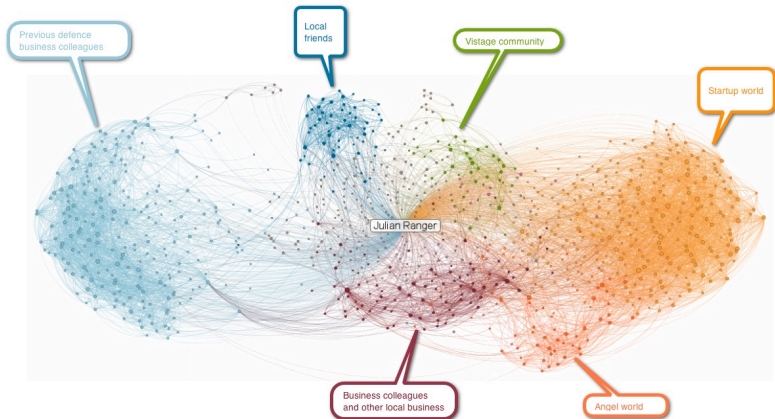 Previous defence
business colleagues
Local
friends
Vistage community
Startup world
Julian Ranger
Business colleagues
and other local business
Angel world